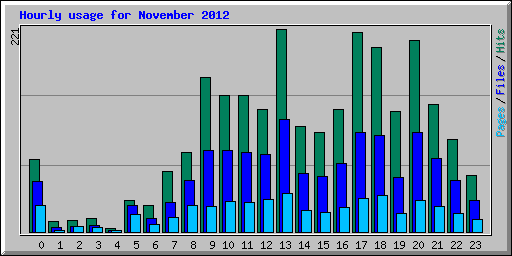 Hourly usage for November 2012
221
Pages / Files / Hits
0 1 2 3 4 5 6 7 8 9 10 11 12 13 14 15 16 17 18 19 20 21 22 23